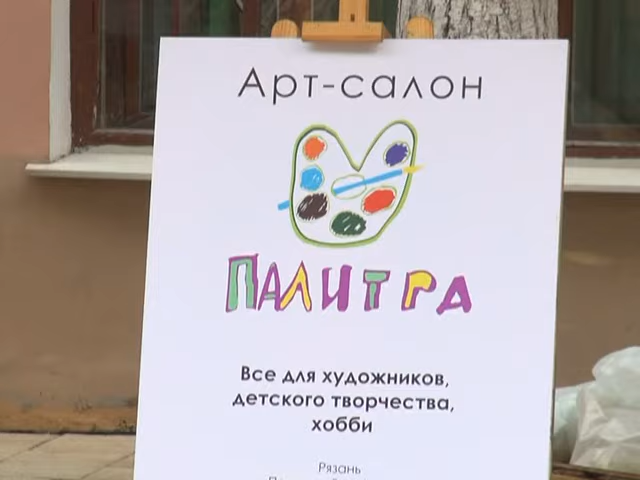 Арт-салон
ПАЛИТРА
Все для художников,
детского творчества,
хобби
Рязань